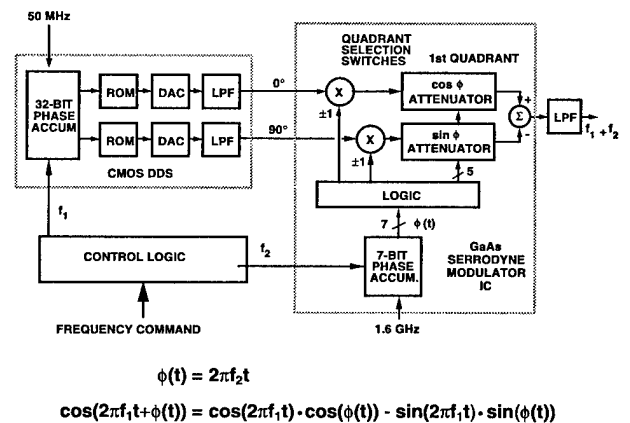 50 MHz
QUADRANT
SELECTION
SWITCHES
1st QUADRANT
32-BIT
PHASE
ACCUM
ROM
DAC
LPF
0°
X
±1
cos ϕ
ATTENUATOR
+
Σ
-
LPF
f₁ + f₂
ROM
DAC
LPF
90°
X
±1
sin ϕ
ATTENUATOR
CMOS DDS
5
LOGIC
f₁
7
ϕ(t)
CONTROL LOGIC
f₂
7-BIT
PHASE
ACCUM.
GaAs
SERRODYNE
MODULATOR
IC
FREQUENCY COMMAND
1.6 GHz
ϕ(t) = 2πf₂t
cos(2πf₁t+ϕ(t)) = cos(2πf₁t)•cos(ϕ(t)) - sin(2πf₁t)•sin(ϕ(t))